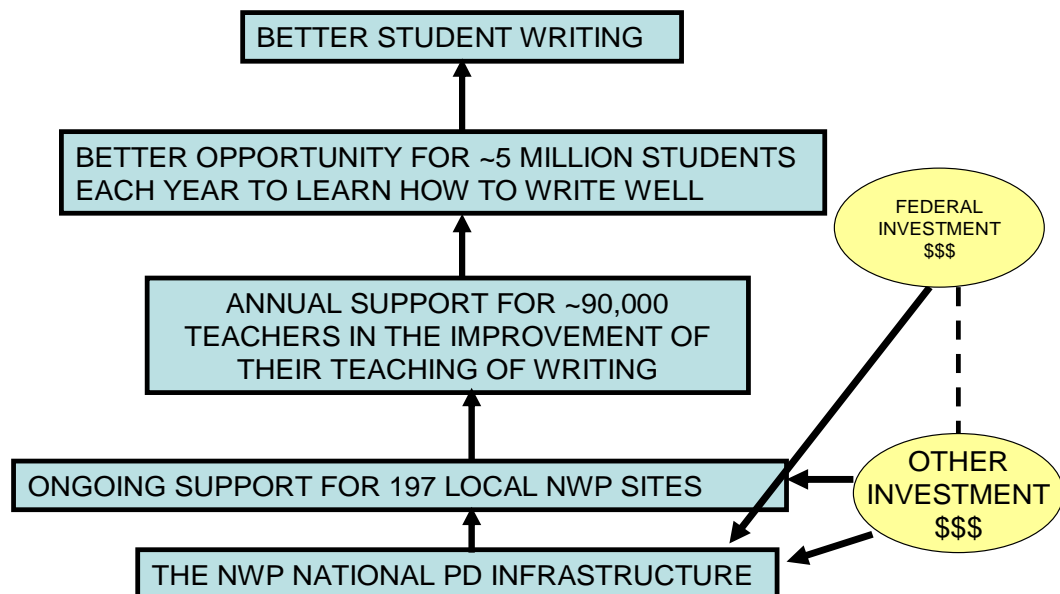 BETTER STUDENT WRITING
BETTER OPPORTUNITY FOR ~5 MILLION STUDENTS
EACH YEAR TO LEARN HOW TO WRITE WELL
FEDERAL
INVESTMENT
$$$
ANNUAL SUPPORT FOR ~90,000
TEACHERS IN THE IMPROVEMENT OF
THEIR TEACHING OF WRITING
ONGOING SUPPORT FOR 197 LOCAL NWP SITES
OTHER
INVESTMENT
$$$
THE NWP NATIONAL PD INFRASTRUCTURE